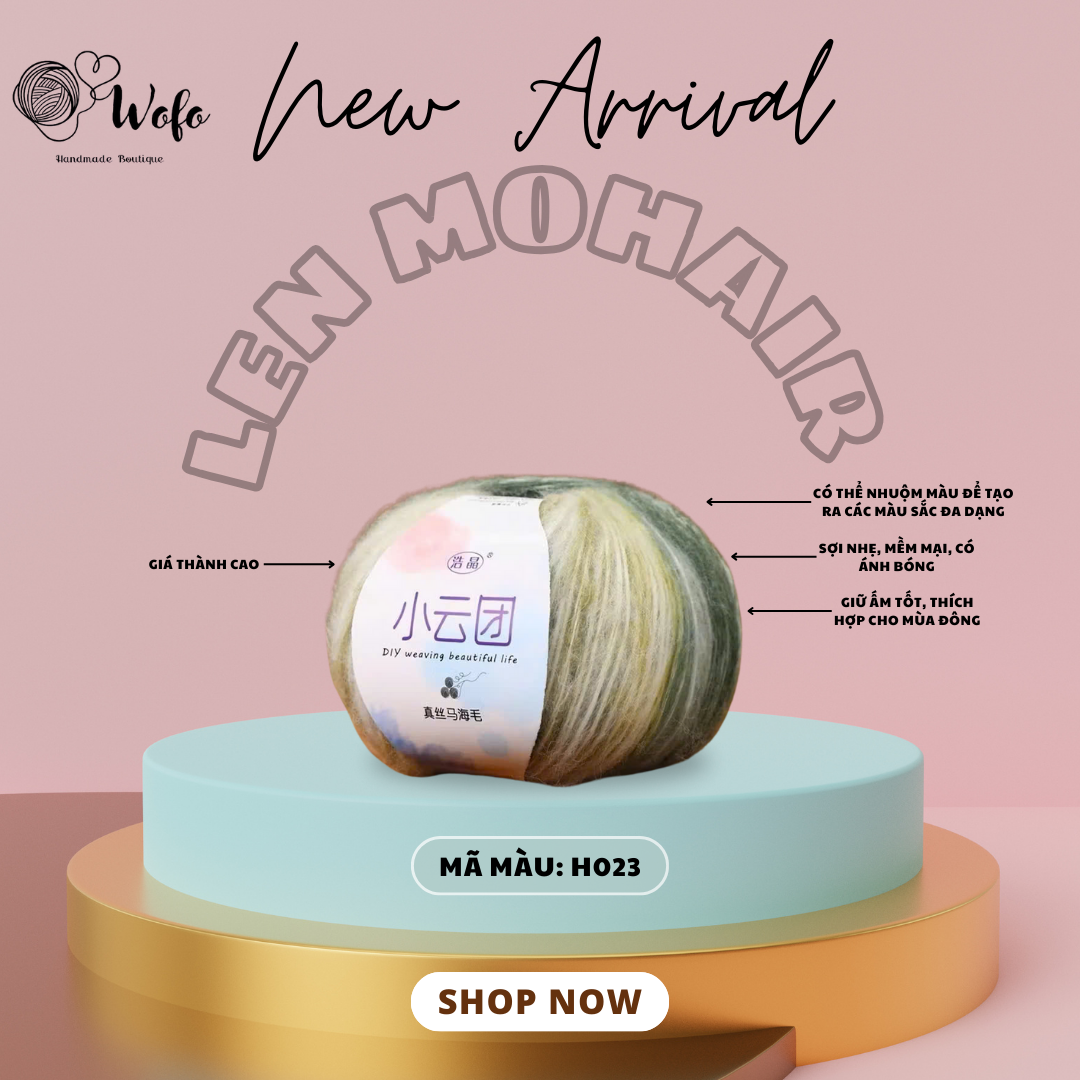 Wofo
Handmade Boutique
New Arrival
LEN MOHAIR
CÓ THỂ NHUỘM MÀU ĐỂ TẠO
RA CÁC MÀU SẮC ĐA DẠNG
SỢI NHẸ, MỀM MẠI, CÓ
ÁNH BÓNG
GIÁ THÀNH CAO
GIỮ ẤM TỐT, THÍCH
HỢP CHO MÙA ĐÔNG
浩晶®
小云团
DIY weaving beautiful life
真丝马海毛
MÃ MÀU: H023
SHOP NOW